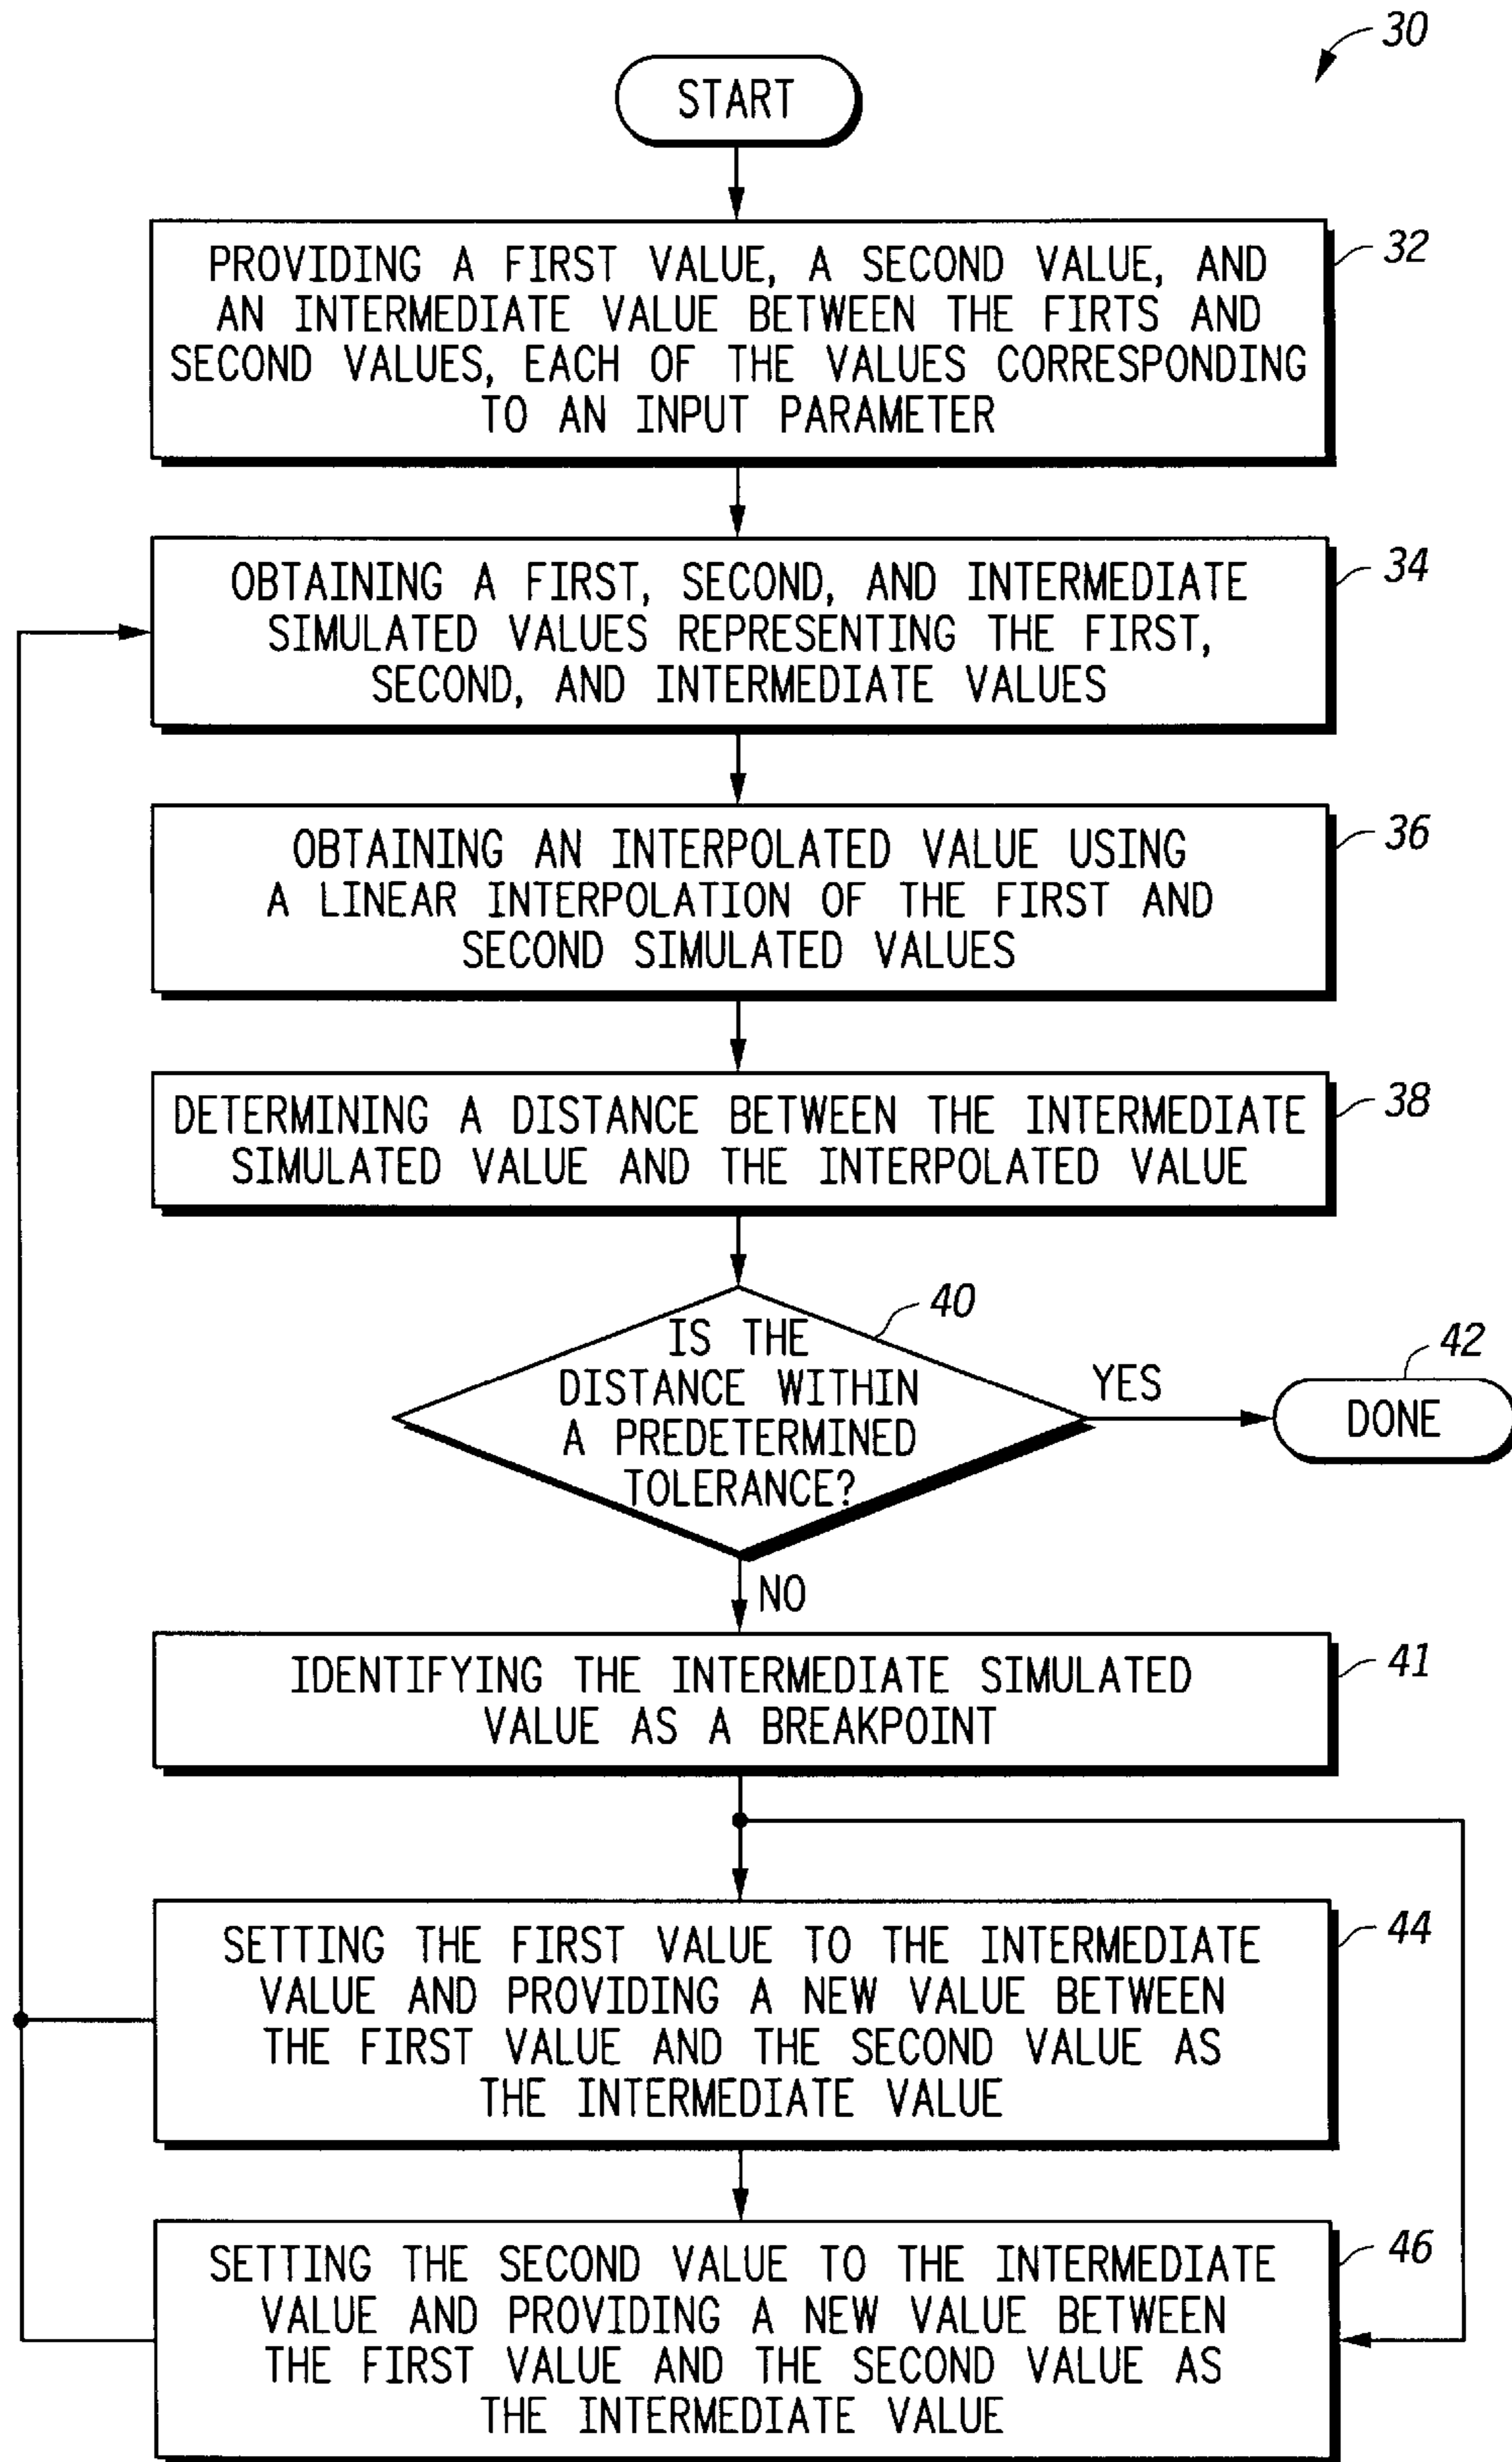 30
START
PROVIDING A FIRST VALUE, A SECOND VALUE, AND
AN INTERMEDIATE VALUE BETWEEN THE FIRTS AND
SECOND VALUES, EACH OF THE VALUES CORRESPONDING
TO AN INPUT PARAMETER
32
OBTAINING A FIRST, SECOND, AND INTERMEDIATE
SIMULATED VALUES REPRESENTING THE FIRST,
SECOND, AND INTERMEDIATE VALUES
34
OBTAINING AN INTERPOLATED VALUE USING
A LINEAR INTERPOLATION OF THE FIRST AND
SECOND SIMULATED VALUES
36
DETERMINING A DISTANCE BETWEEN THE INTERMEDIATE
SIMULATED VALUE AND THE INTERPOLATED VALUE
38
IS THE
DISTANCE WITHIN
A PREDETERMINED
TOLERANCE?
40
YES
42
DONE
NO
IDENTIFYING THE INTERMEDIATE SIMULATED
VALUE AS A BREAKPOINT
41
SETTING THE FIRST VALUE TO THE INTERMEDIATE
VALUE AND PROVIDING A NEW VALUE BETWEEN
THE FIRST VALUE AND THE SECOND VALUE AS
THE INTERMEDIATE VALUE
44
SETTING THE SECOND VALUE TO THE INTERMEDIATE
VALUE AND PROVIDING A NEW VALUE BETWEEN
THE FIRST VALUE AND THE SECOND VALUE AS
THE INTERMEDIATE VALUE
46